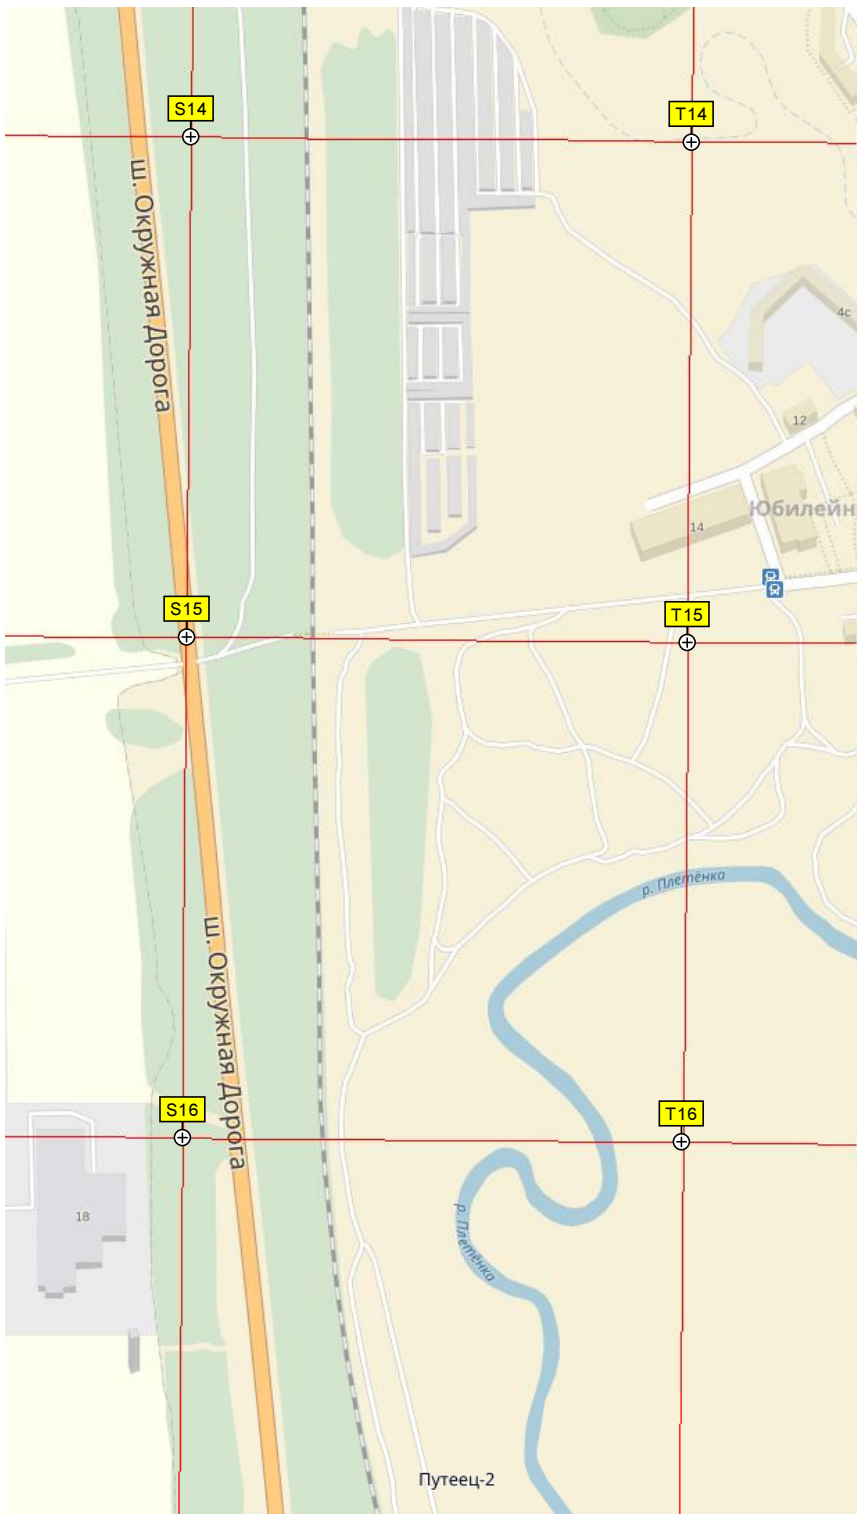 S14
T14
ш. Окружная Дорога
4с
12
Юбилейн
14
S15
T15
р. Плетёнка
ш. Окружная Дорога
S16
T16
18
р. Плетёнка
Путеец-2